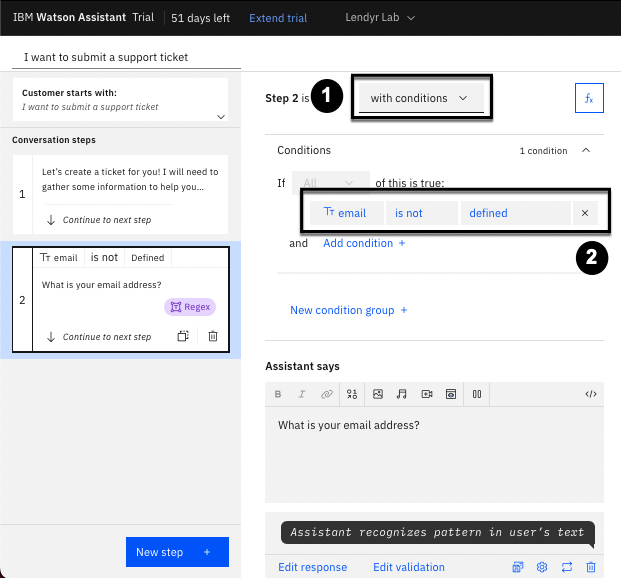 IBM Watson Assistant Trial 51 days left Extend trial Lendyr Lab
I want to submit a support ticket
Customer starts with:
I want to submit a support ticket
Conversation steps
1
Let's create a ticket for you! I will need to
gather some information to help you...
Continue to next step
2
Tт email is not Defined
What is your email address?
Regex
Continue to next step
New step +
Step 2 is 1 with conditions
fx
Conditions 1 condition
If All of this is true:
Tт email is not defined ×
2
and Add condition +
New condition group +
Assistant says
B I </>
What is your email address?
Assistant recognizes pattern in user's text
Edit response Edit validation